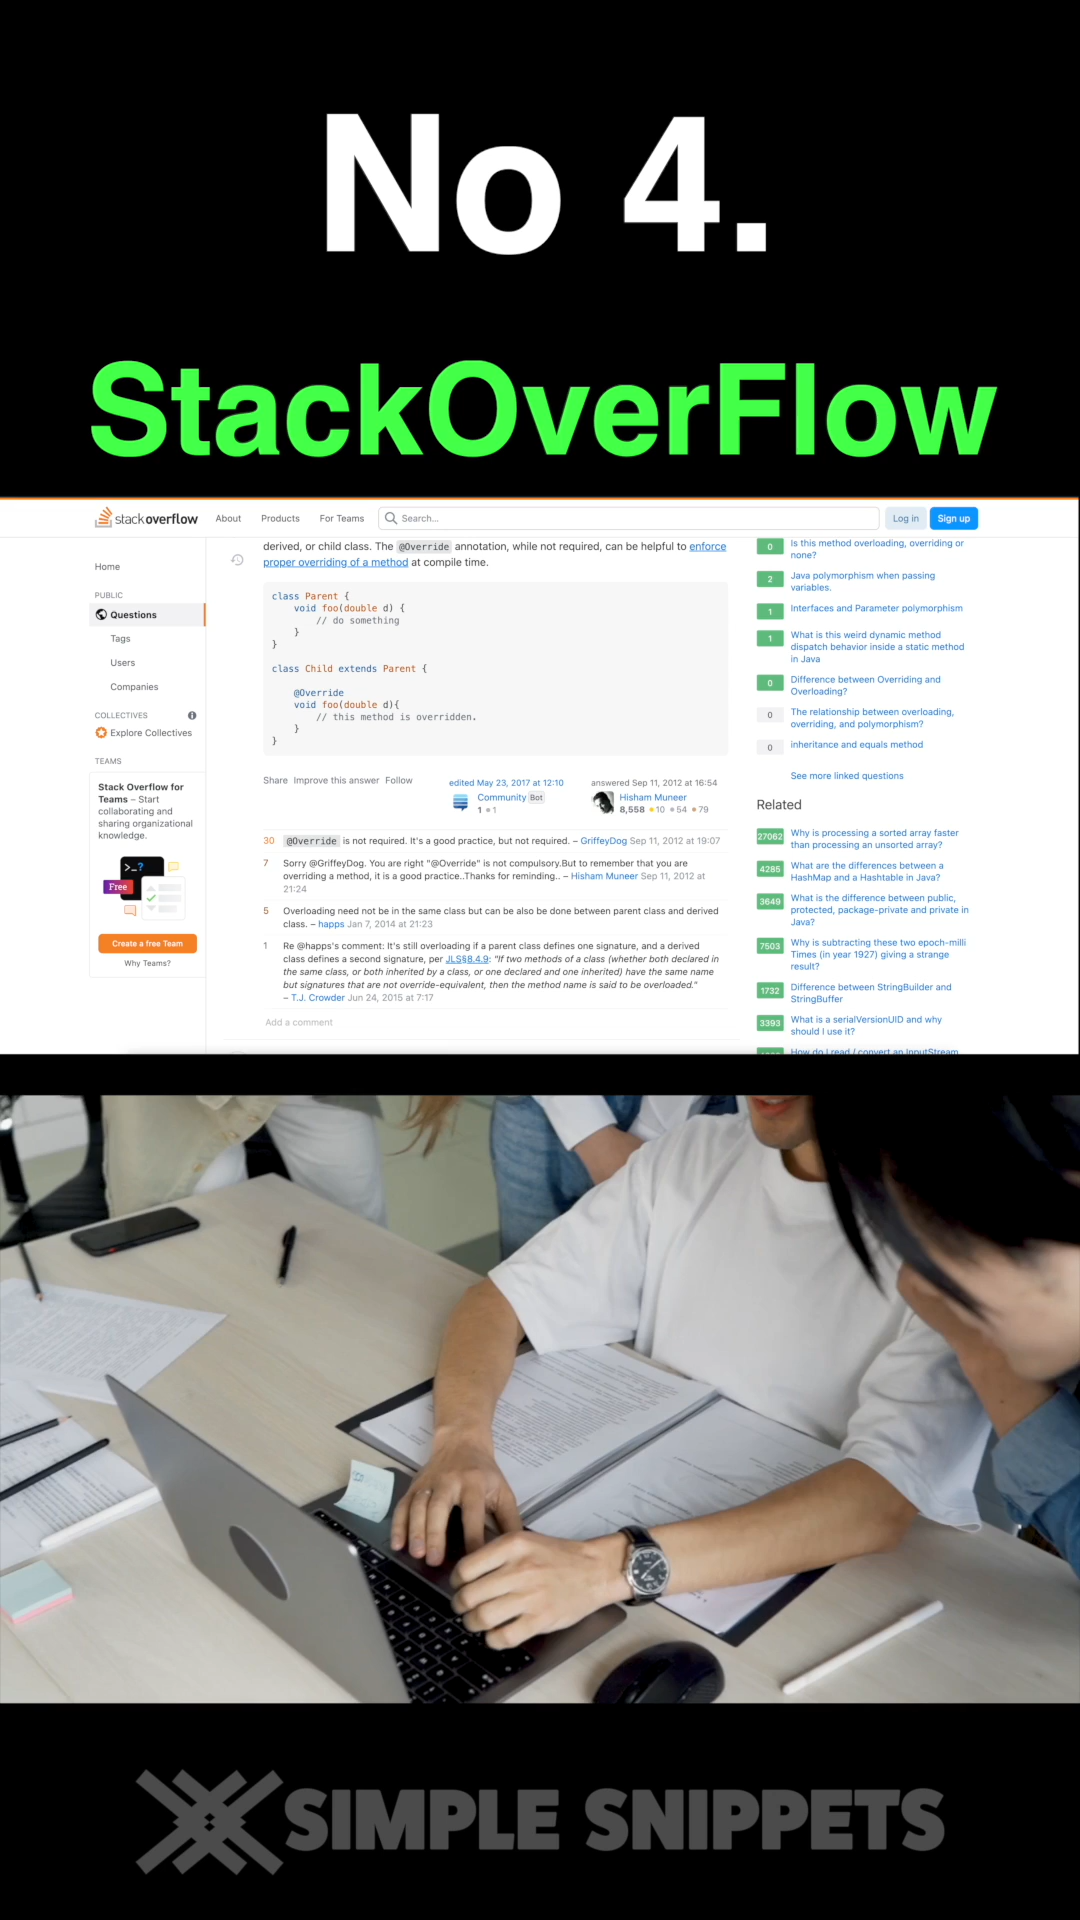 No 4.
StackOverFlow
stackoverflow
About
Products
For Teams
Search...
Log in
Sign up
Home
PUBLIC
Questions
Tags
Users
Companies
COLLECTIVES
Explore Collectives
TEAMS
Stack Overflow for
Teams – Start
collaborating and
sharing organizational
knowledge.
>_?
Free
Create a free Team
Why Teams?
derived, or child class. The @Override annotation, while not required, can be helpful to enforce
proper overriding of a method at compile time.
class Parent {
void foo(double d) {
// do something
}
}
class Child extends Parent {
@Override
void foo(double d){
// this method is overridden.
}
}
Share Improve this answer Follow
edited May 23, 2017 at 12:10
Community Bot
1 ●1
answered Sep 11, 2012 at 16:54
Hisham Muneer
8,558 ●10 ●54 ●79
30 @Override is not required. It's a good practice, but not required. – GriffeyDog Sep 11, 2012 at 19:07
7 Sorry @GriffeyDog. You are right "@Override" is not compulsory.But to remember that you are
overriding a method, it is a good practice..Thanks for reminding.. – Hisham Muneer Sep 11, 2012 at
21:24
5 Overloading need not be in the same class but can be also be done between parent class and derived
class. – happs Jan 7, 2014 at 21:23
1 Re @happs's comment: It's still overloading if a parent class defines one signature, and a derived
class defines a second signature, per JLS§8.4.9: "If two methods of a class (whether both declared in
the same class, or both inherited by a class, or one declared and one inherited) have the same name
but signatures that are not override-equivalent, then the method name is said to be overloaded."
– T.J. Crowder Jun 24, 2015 at 7:17
Add a comment
0 Is this method overloading, overriding or
none?
2 Java polymorphism when passing
variables.
1 Interfaces and Parameter polymorphism
1 What is this weird dynamic method
dispatch behavior inside a static method
in Java
0 Difference between Overriding and
Overloading?
0 The relationship between overloading,
overriding, and polymorphism?
0 inheritance and equals method
See more linked questions
Related
27062 Why is processing a sorted array faster
than processing an unsorted array?
4285 What are the differences between a
HashMap and a Hashtable in Java?
3649 What is the difference between public,
protected, package-private and private in
Java?
7503 Why is subtracting these two epoch-milli
Times (in year 1927) giving a strange
result?
1732 Difference between StringBuilder and
StringBuffer
3393 What is a serialVersionUID and why
should I use it?
How do I read / convert an InputStream
SIMPLE SNIPPETS